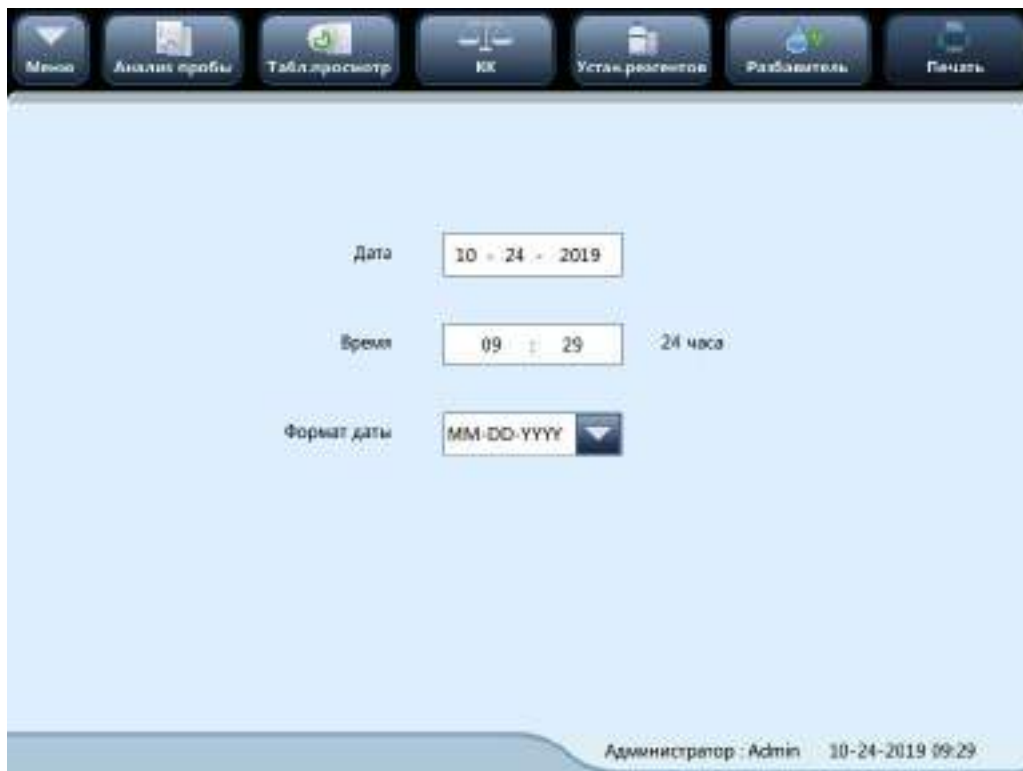 Меню Анализ пробы Табл.просмотр КК Устан.реагентов Разбавитель Печать
Дата 10 - 24 - 2019
Время 09 : 29 24 часа
Формат даты MM-DD-YYYY
Администратор : Admin 10-24-2019 09:29